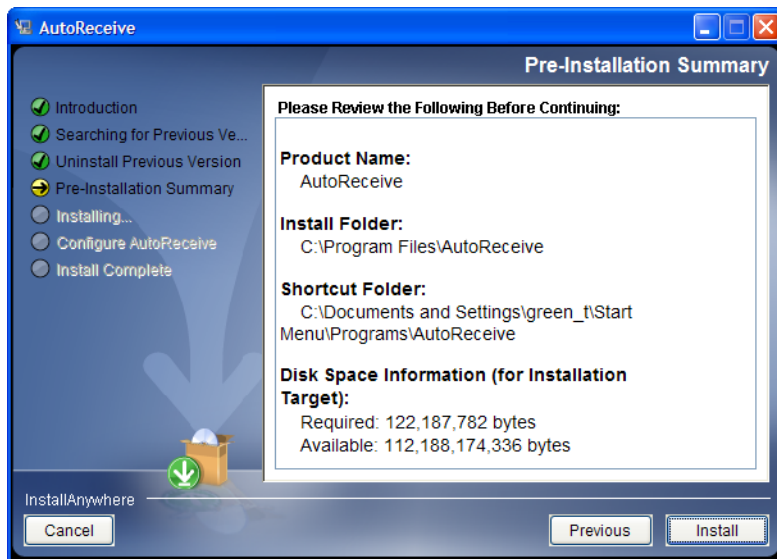 AutoReceive
Pre-Installation Summary
Introduction
Searching for Previous Ve...
Uninstall Previous Version
Pre-Installation Summary
Installing...
Configure AutoReceive
Install Complete
Please Review the Following Before Continuing:
Product Name:
AutoReceive
Install Folder:
C:\Program Files\AutoReceive
Shortcut Folder:
C:\Documents and Settings\green_t\Start
Menu\Programs\AutoReceive
Disk Space Information (for Installation
Target):
Required: 122,187,782 bytes
Available: 112,188,174,336 bytes
InstallAnywhere
Cancel
Previous
Install